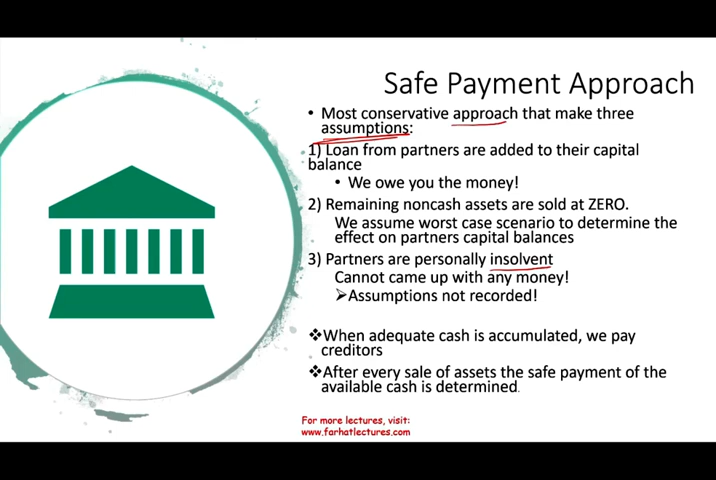 Safe Payment Approach
• Most conservative approach that make three
assumptions:
1) Loan from partners are added to their capital
balance
• We owe you the money!
2) Remaining noncash assets are sold at ZERO.
We assume worst case scenario to determine the
effect on partners capital balances
3) Partners are personally insolvent
Cannot came up with any money!
➢Assumptions not recorded!
❖When adequate cash is accumulated, we pay
creditors
❖After every sale of assets the safe payment of the
available cash is determined.
For more lectures, visit:
www.farhatlectures.com